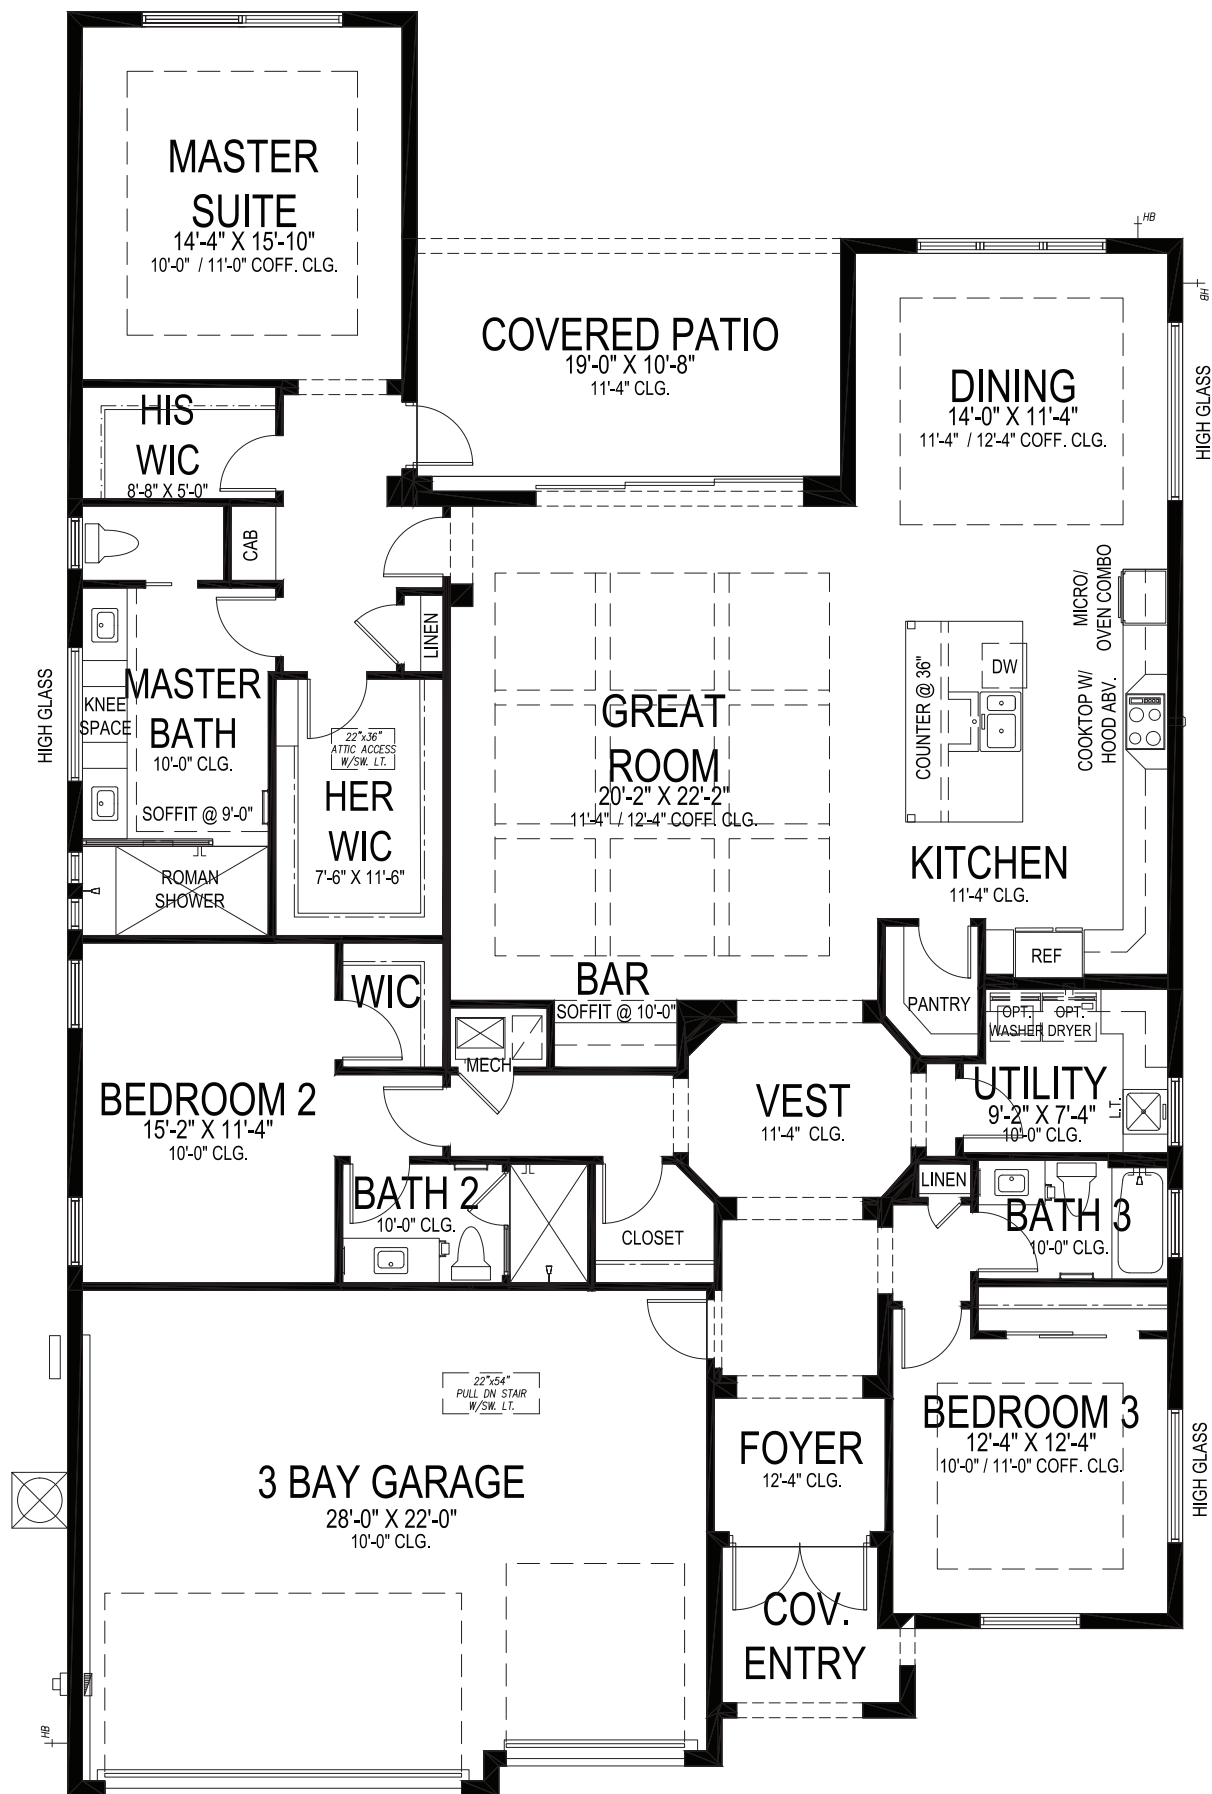 MASTER
SUITE
14'-4" X 15'-10"
10'-0" / 11'-0" COFF. CLG.
HB
HB
COVERED PATIO
19'-0" X 10'-8"
11'-4" CLG.
DINING
14'-0" X 11'-4"
11'-4" / 12'-4" COFF. CLG.
HIGH GLASS
HIS
WIC
8'-8" X 5'-0"
CAB
LINEN
MICRO/
OVEN COMBO
COOKTOP W/
HOOD ABV.
COUNTER @ 36"
DW
HIGH GLASS
KNEE
SPACE
MASTER
BATH
10'-0" CLG.
SOFFIT @ 9'-0"
22"x36"
ATTIC ACCESS
W/SW. LT.
HER
WIC
7'-6" X 11'-6"
GREAT
ROOM
20'-2" X 22'-2"
11'-4" / 12'-4" COFF. CLG.
KITCHEN
11'-4" CLG.
ROMAN
SHOWER
REF
WIC
BAR
SOFFIT @ 10'-0"
PANTRY
OPT.
WASHER
OPT.
DRYER
MECH
BEDROOM 2
15'-2" X 11'-4"
10'-0" CLG.
VEST
11'-4" CLG.
UTILITY
9'-2" X 7'-4"
10'-0" CLG.
L.T.
LINEN
BATH 2
10'-0" CLG.
CLOSET
BATH 3
10'-0" CLG.
22"x54"
PULL DN STAIR
W/SW. LT.
BEDROOM 3
12'-4" X 12'-4"
10'-0" / 11'-0" COFF. CLG.
HIGH GLASS
FOYER
12'-4" CLG.
3 BAY GARAGE
28'-0" X 22'-0"
10'-0" CLG.
COV.
ENTRY
HB